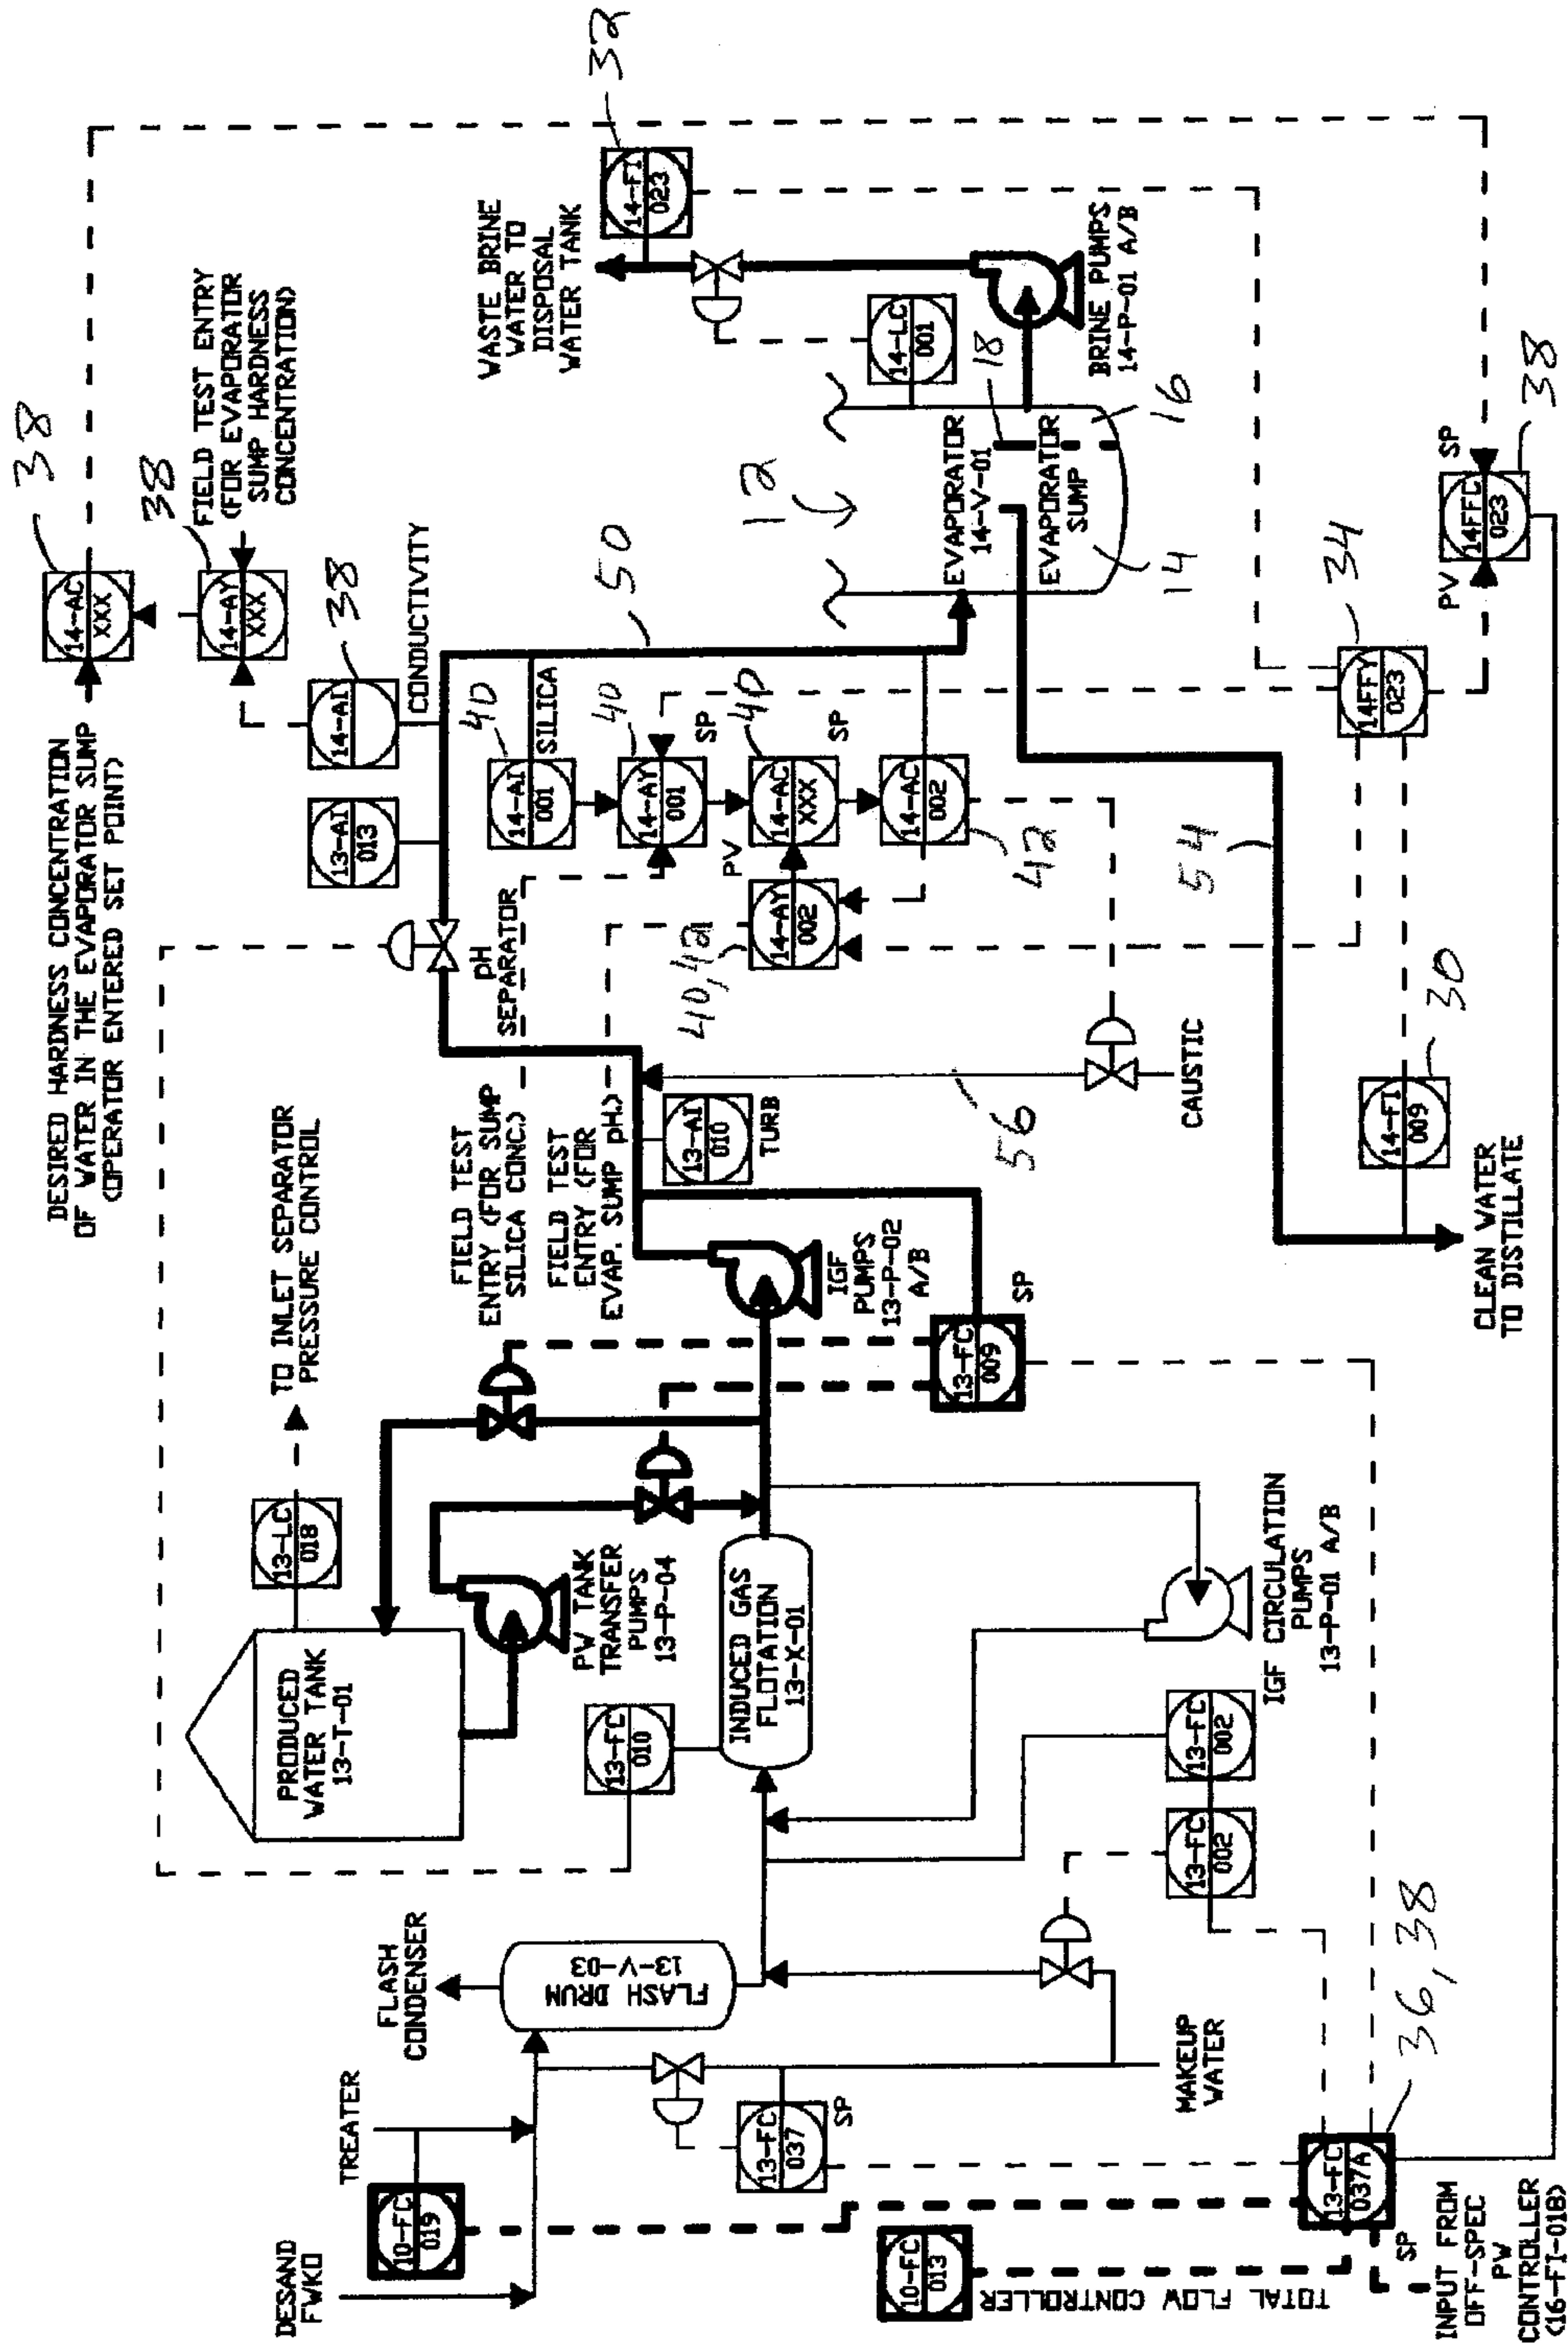 DESIRED HARDNESS CONCENTRATION
OF WATER IN THE EVAPORATOR SUMP
(OPERATOR ENTERED SET POINT)
38
14-AC
XXX
38
14-AY
XXX
FIELD TEST ENTRY
(FOR EVAPORATOR
SUMP HARDNESS
CONCENTRATION)
38
14-AI
CONDUCTIVITY
13-AI
013
TO INLET SEPARATOR
PRESSURE CONTROL
13-LC
018
PRODUCED
WATER TANK
13-T-01
PW TANK
TRANSFER
PUMPS
13-P-04
13-FC
010
INDUCED GAS
FLOTATION
13-X-01
FLASH
CONDENSER
FLASH DRUM
13-V-03
TREATER
DESAND
FWKO
10-FC
019
13-FC
037
SP
MAKEUP
WATER
10-FC
013
TOTAL FLOW CONTROLLER
13-FC
037A
SP
INPUT FROM
OFF-SPEC
PW
CONTROLLER
(16-FI-01B)
36, 38
13-FC
002
13-FC
002
IGF CIRCULATION
PUMPS
13-P-01 A/B
13-FC
009
SP
IGF
PUMPS
13-P-02
A/B
FIELD TEST
ENTRY (FOR SUMP
SILICA CONC.)
FIELD TEST
ENTRY (FOR
EVAP. SUMP pH.)
13-AI
010
TURB
pH
SEPARATOR
56
CAUSTIC
40
14-AI
001
SILICA
40
14-AY
001
SP
40
14-AC
XXX
PV
SP
14-AC
002
42
14-AY
002
40, 42
50
12
EVAPORATOR
14-V-01
EVAPORATOR
SUMP
14
16
18
14-LC
001
BRINE PUMPS
14-P-01 A/B
WASTE BRINE
WATER TO
DISPOSAL
WATER TANK
14-FI
023
32
54
34
14FFY
023
PV
14FFC
023
SP
38
14-FI
009
30
CLEAN WATER
TO DISTILLATE